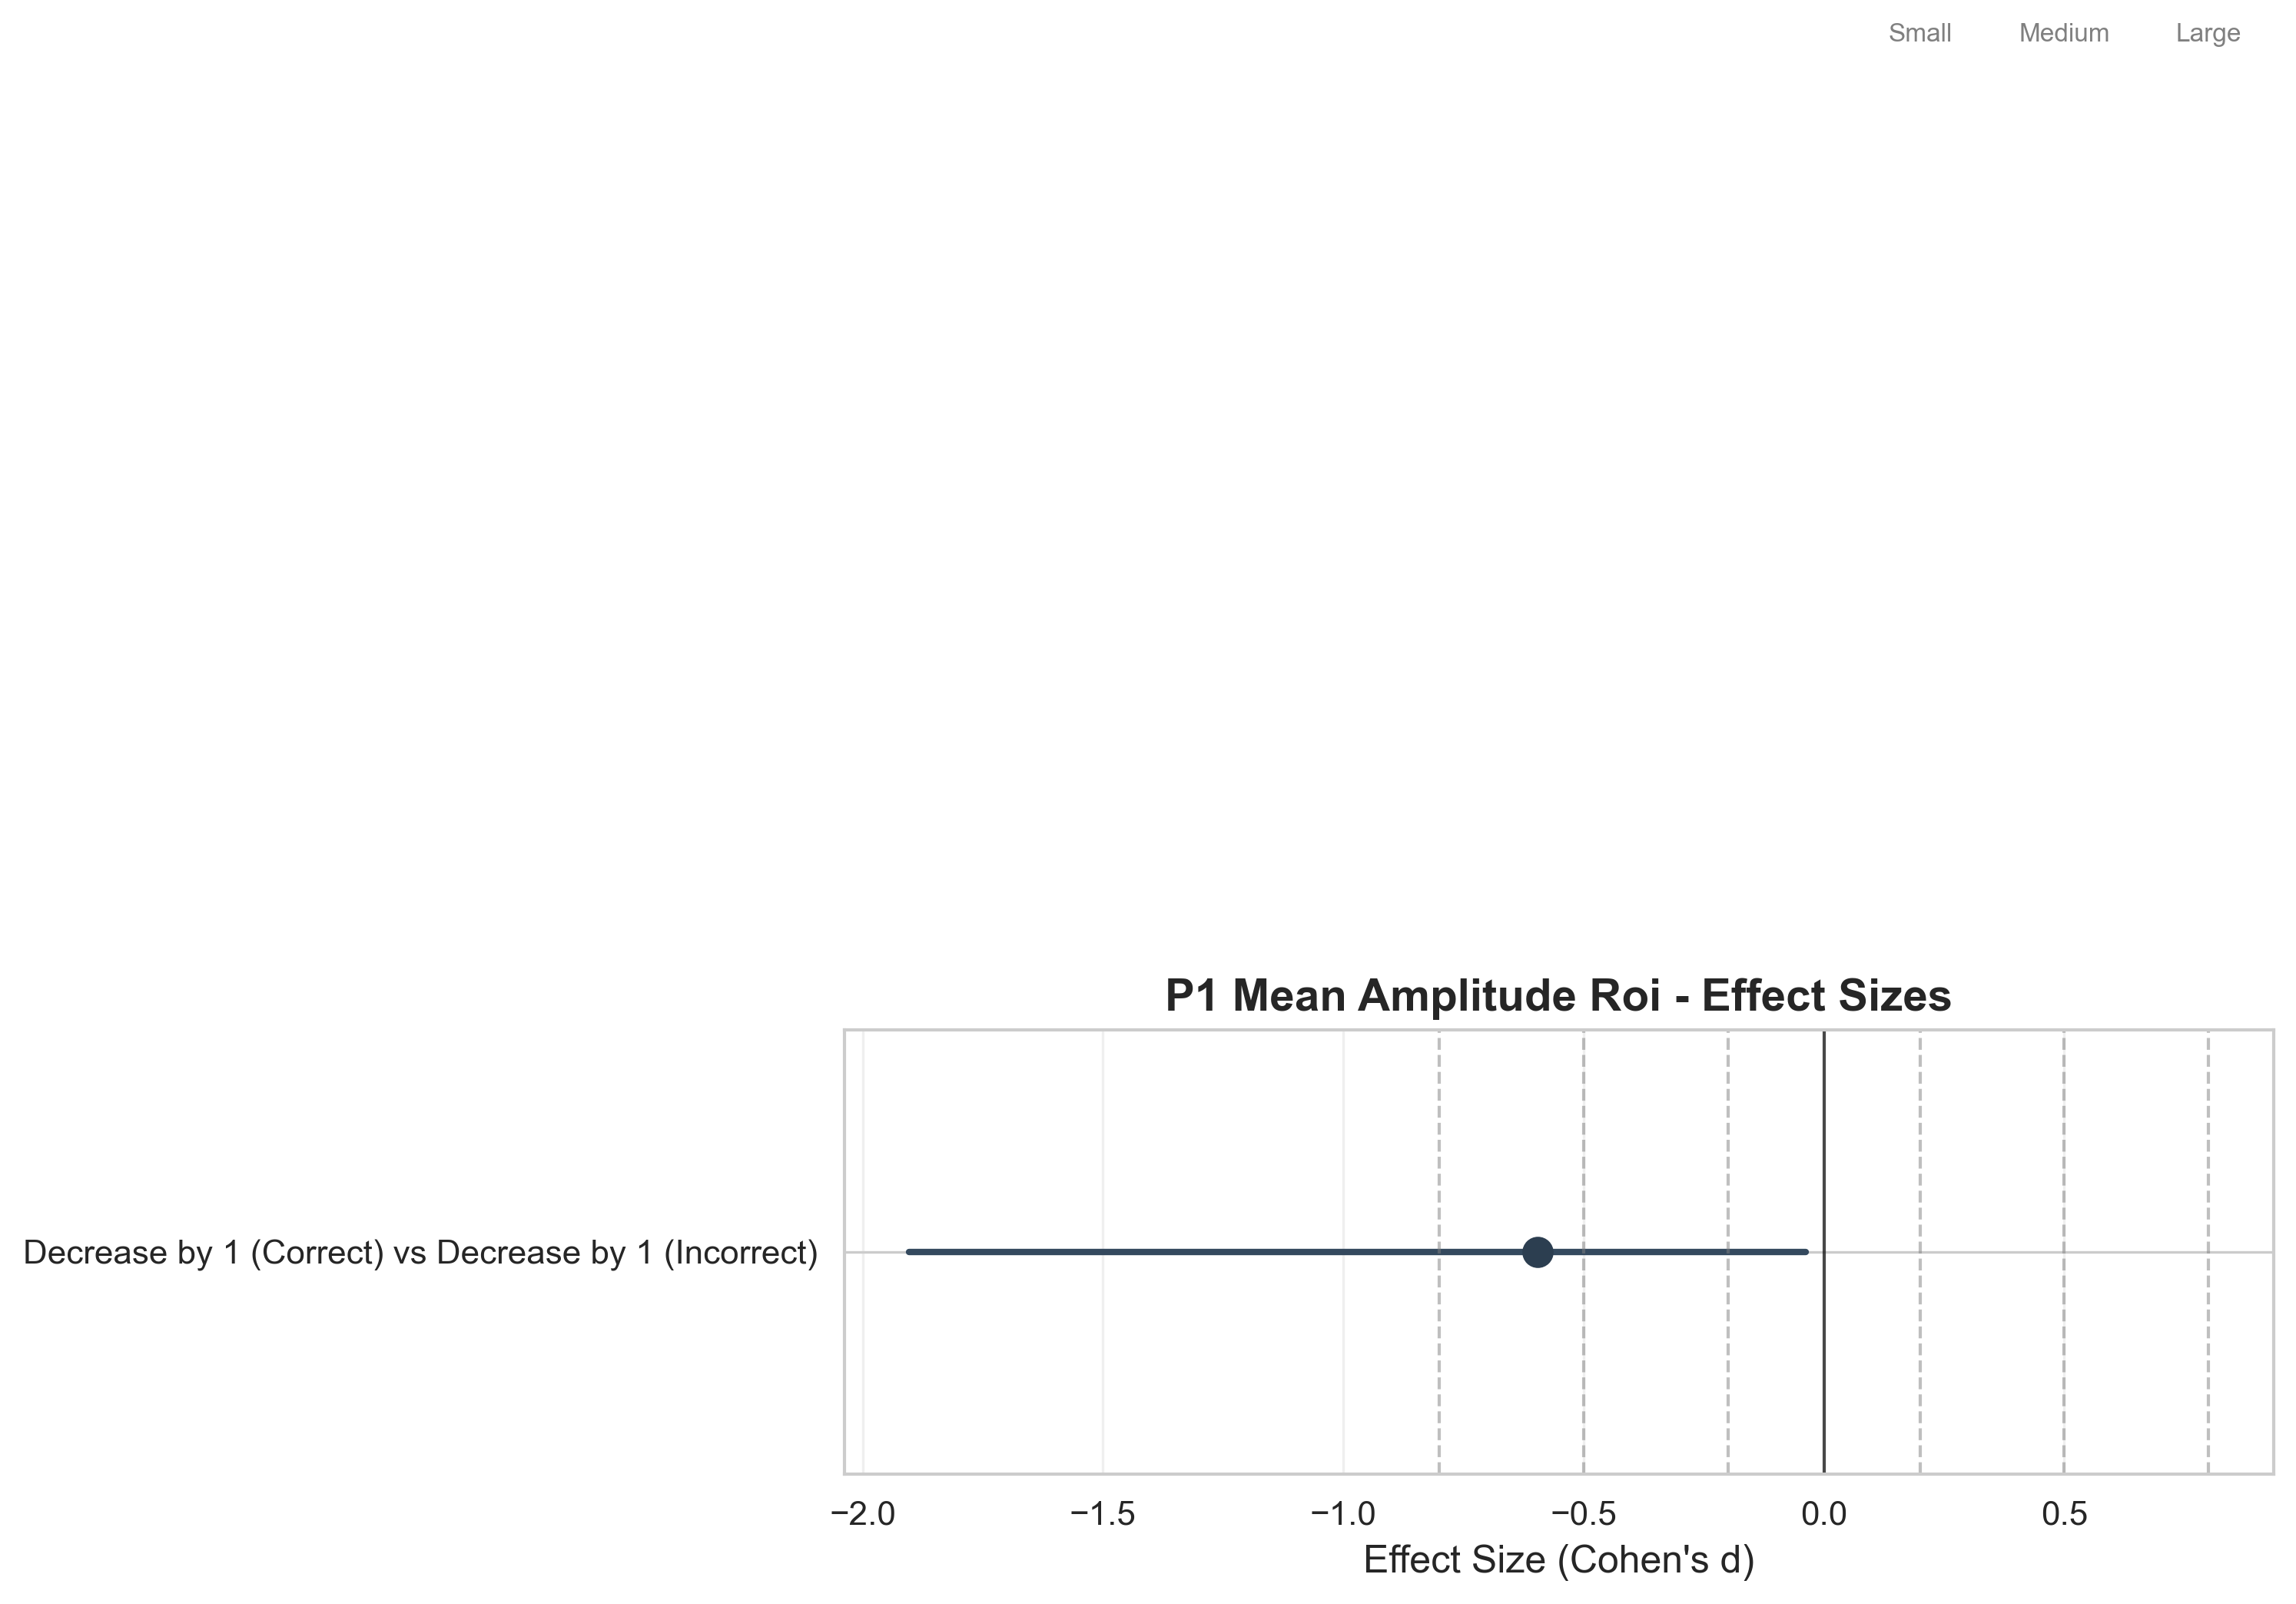 Small Medium Large
P1 Mean Amplitude Roi - Effect Sizes
Decrease by 1 (Correct) vs Decrease by 1 (Incorrect)
−2.0 −1.5 −1.0 −0.5 0.0 0.5
Effect Size (Cohen's d)